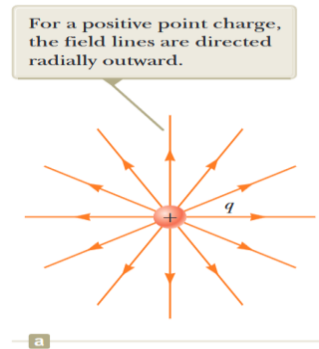 For a positive point charge,
the field lines are directed
radially outward.
+
q
a